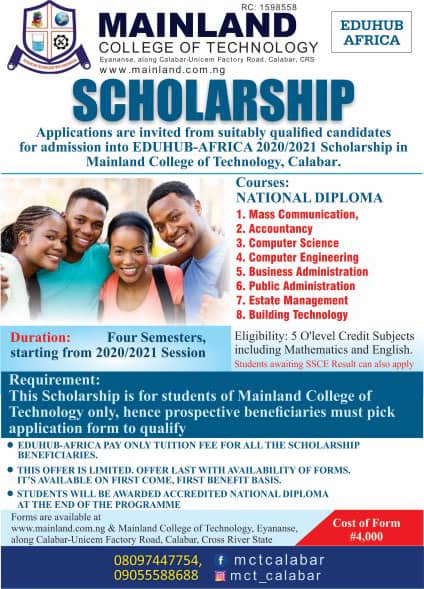 RC: 1598558
MAINLAND
COLLEGE OF TECHNOLOGY
Eyananse, along Calabar-Unicem Factory Road, Calabar, CRS
www.mainland.com.ng
EDUHUB
AFRICA
SCHOLARSHIP
Applications are invited from suitably qualified candidates
for admission into EDUHUB-AFRICA 2020/2021 Scholarship in
Mainland College of Technology, Calabar.
Courses:
NATIONAL DIPLOMA
1. Mass Communication,
2. Accountancy
3. Computer Science
4. Computer Engineering
5. Business Administration
6. Public Administration
7. Estate Management
8. Building Technology
Duration: Four Semesters,
starting from 2020/2021 Session
Eligibility: 5 O'level Credit Subjects
including Mathematics and English.
Students awaiting SSCE Result can also apply
Requirement:
This Scholarship is for students of Mainland College of
Technology only, hence prospective beneficiaries must pick
application form to qualify
• EDUHUB-AFRICA PAY ONLY TUITION FEE FOR ALL THE SCHOLARSHIP
BENEFICIARIES.
• THIS OFFER IS LIMITED. OFFER LAST WITH AVAILABILITY OF FORMS.
IT'S AVAILABLE ON FIRST COME, FIRST BENEFIT BASIS.
• STUDENTS WILL BE AWARDED ACCREDITED NATIONAL DIPLOMA
AT THE END OF THE PROGRAMME
Forms are available at
www.mainland.com.ng & Mainland College of Technology, Eyananse,
along Calabar-Unicem Factory Road, Calabar, Cross River State
Cost of Form
#4,000
08097447754, f mctcalabar
09055588688 mct_calabar